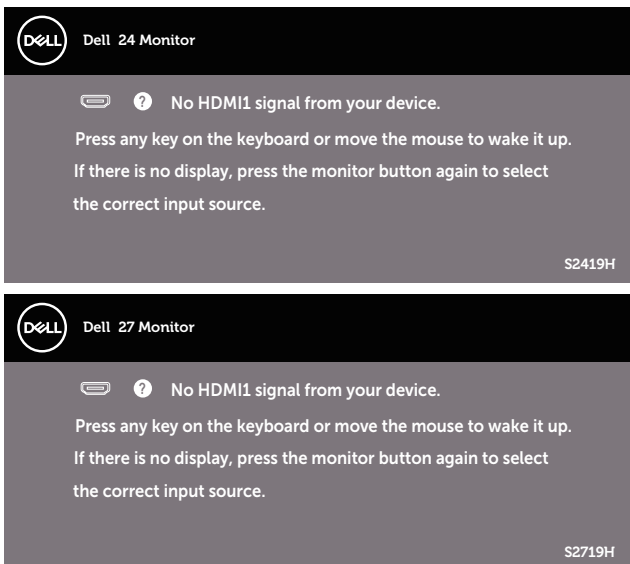 DELL
Dell 24 Monitor
? No HDMI1 signal from your device.
Press any key on the keyboard or move the mouse to wake it up.
If there is no display, press the monitor button again to select
the correct input source.
S2419H
DELL
Dell 27 Monitor
? No HDMI1 signal from your device.
Press any key on the keyboard or move the mouse to wake it up.
If there is no display, press the monitor button again to select
the correct input source.
S2719H